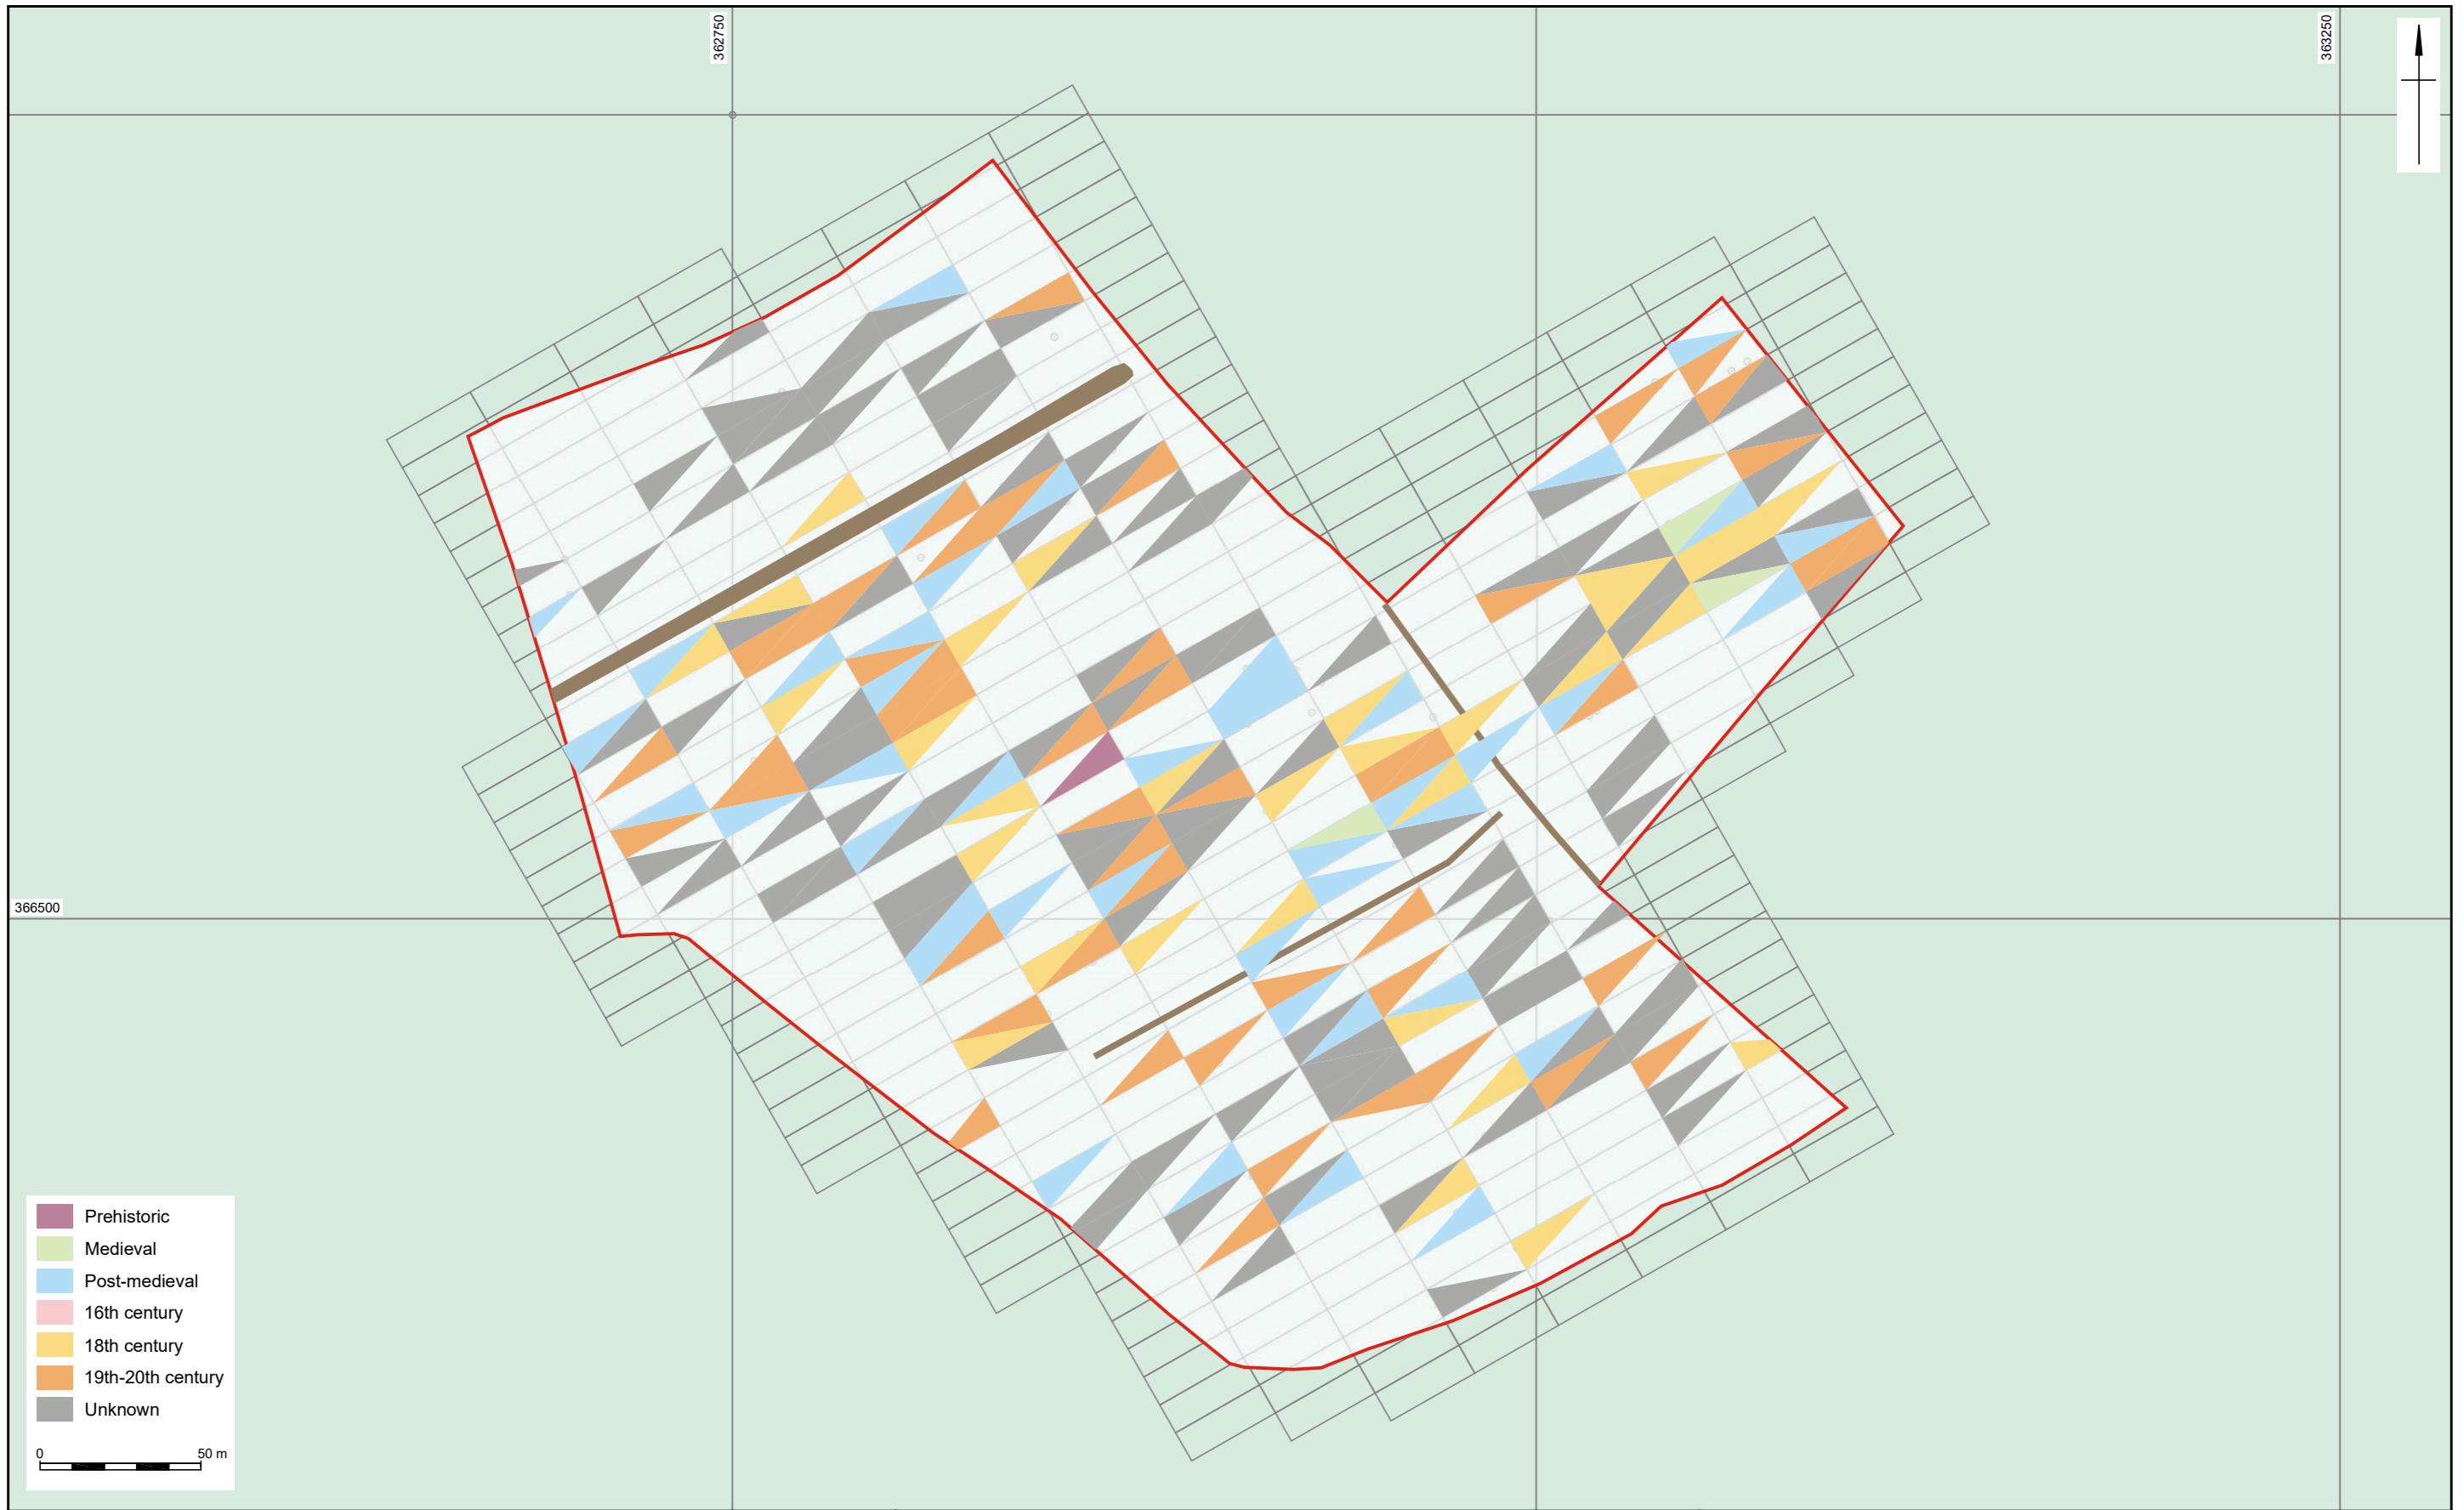 362750
363250
366500
Prehistoric
Medieval
Post-medieval
16th century
18th century
19th-20th century
Unknown
0 50 m